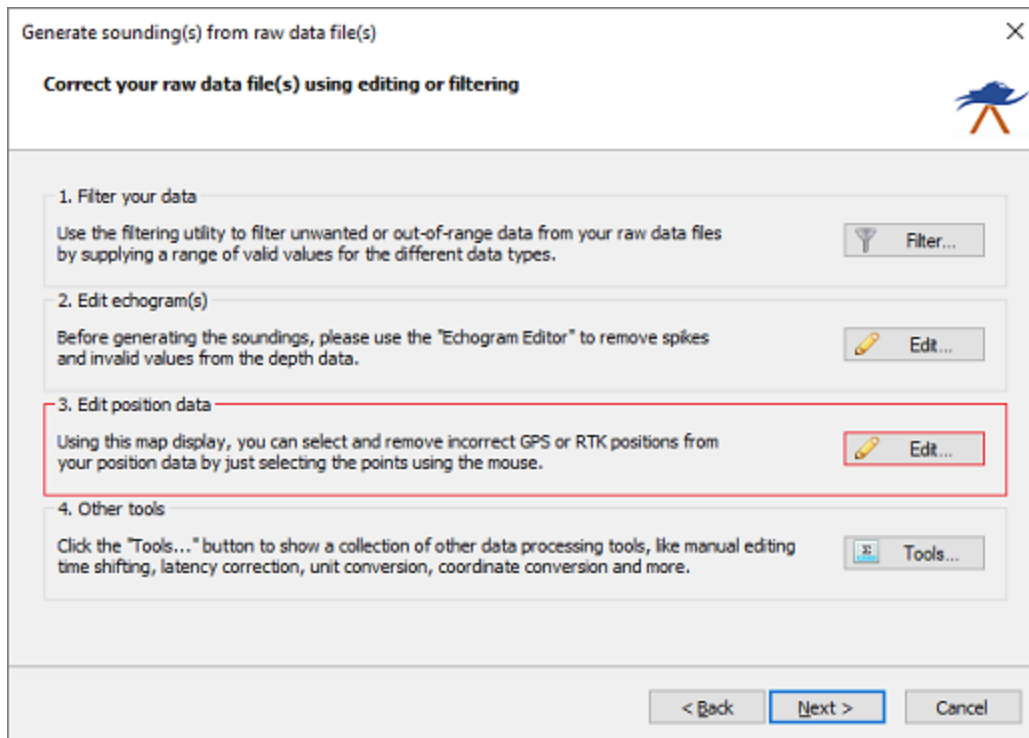 Generate sounding(s) from raw data file(s)
Correct your raw data file(s) using editing or filtering
1. Filter your data
Use the filtering utility to filter unwanted or out-of-range data from your raw data files
by supplying a range of valid values for the different data types.
Filter...
2. Edit echogram(s)
Before generating the soundings, please use the "Echogram Editor" to remove spikes
and invalid values from the depth data.
Edit...
3. Edit position data
Using this map display, you can select and remove incorrect GPS or RTK positions from
your position data by just selecting the points using the mouse.
Edit...
4. Other tools
Click the "Tools..." button to show a collection of other data processing tools, like manual editing
time shifting, latency correction, unit conversion, coordinate conversion and more.
Σ
Tools...
< Back
Next >
Cancel